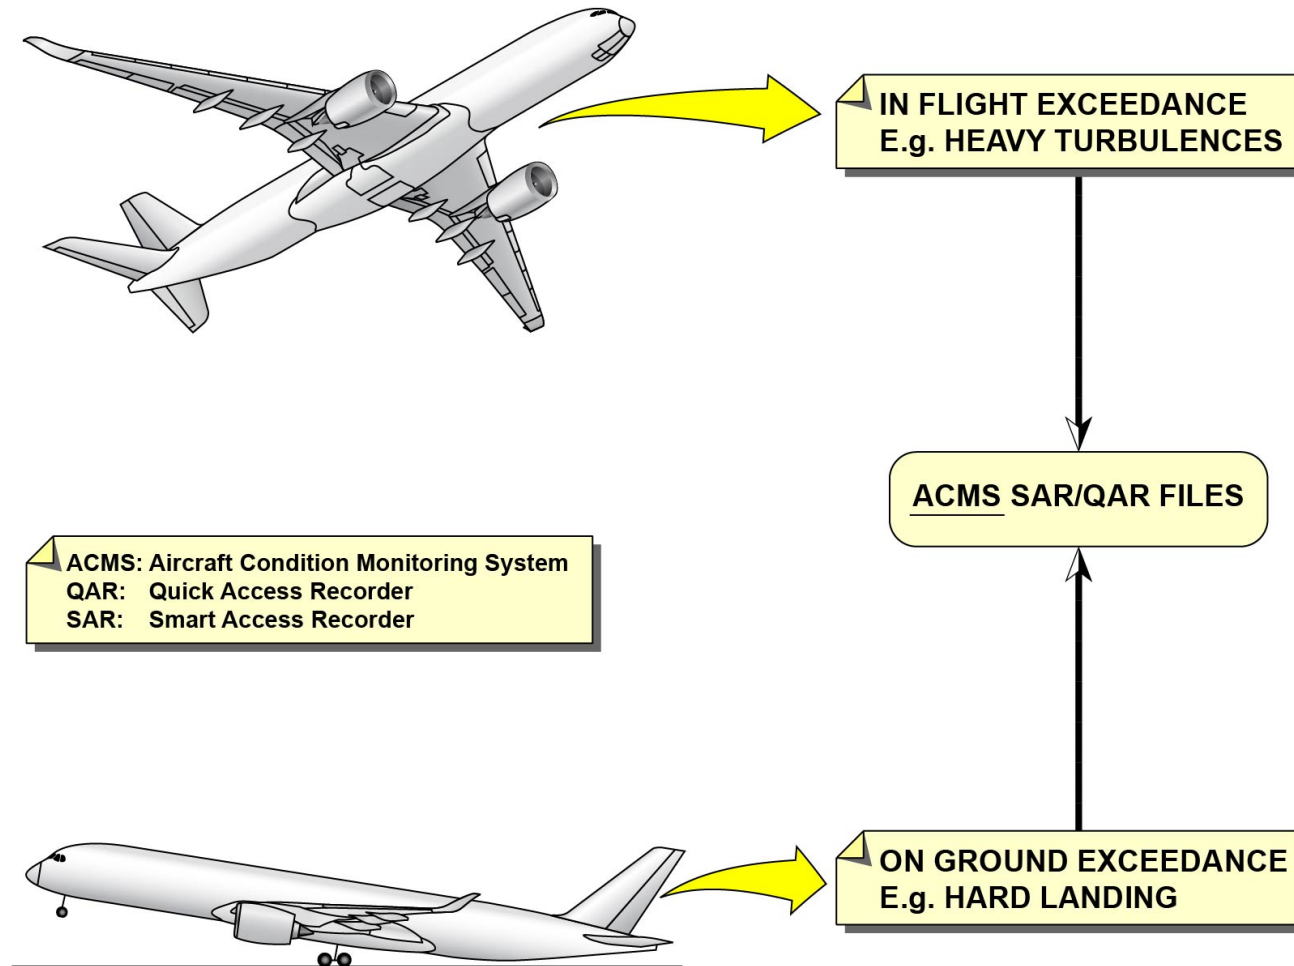 IN FLIGHT EXCEEDANCE
E.g. HEAVY TURBULENCES
ACMS SAR/QAR FILES
ACMS: Aircraft Condition Monitoring System
QAR: Quick Access Recorder
SAR: Smart Access Recorder
ON GROUND EXCEEDANCE
E.g. HARD LANDING